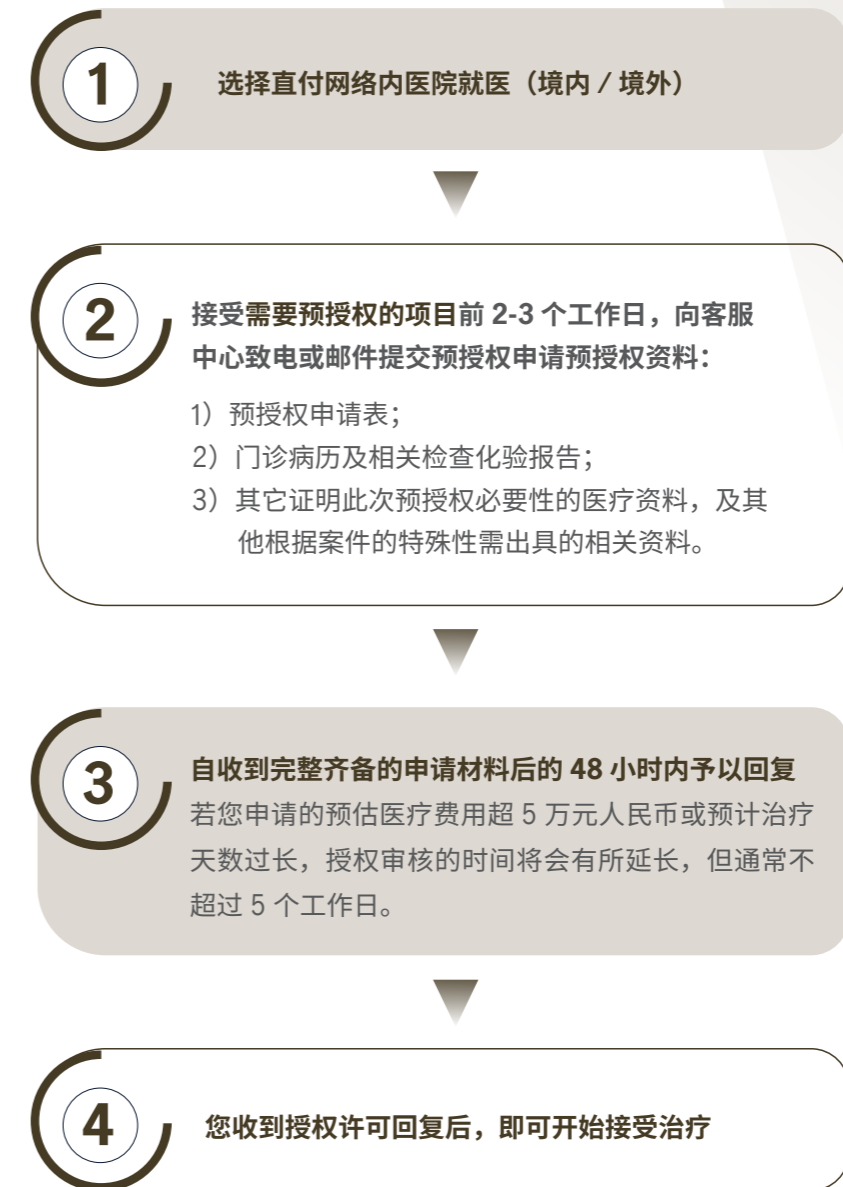 1
选择直付网络内医院就医（境内 / 境外）
2
接受需要预授权的项目前 2-3 个工作日，向客服
中心致电或邮件提交预授权申请预授权资料：
1）预授权申请表；
2）门诊病历及相关检查化验报告；
3）其它证明此次预授权必要性的医疗资料，及其
他根据案件的特殊性需出具的相关资料。
3
自收到完整齐备的申请材料后的 48 小时内予以回复
若您申请的预估医疗费用超 5 万元人民币或预计治疗
天数过长，授权审核的时间将会有所延长，但通常不
超过 5 个工作日。
4
您收到授权许可回复后，即可开始接受治疗